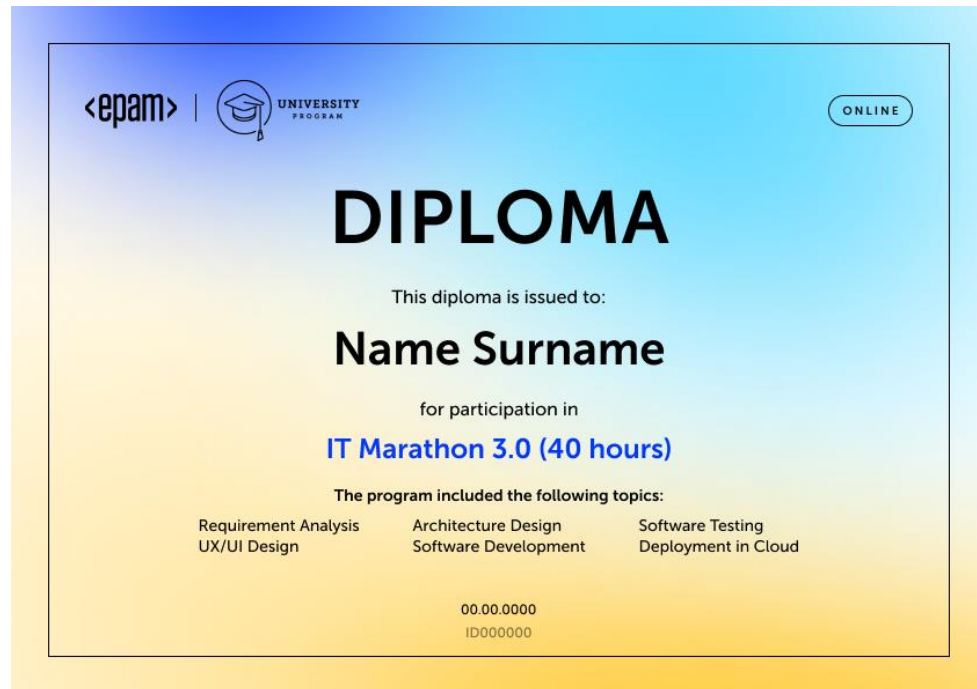 <epam> | UNIVERSITY
PROGRAM
ONLINE
DIPLOMA
This diploma is issued to:
Name Surname
for participation in
IT Marathon 3.0 (40 hours)
The program included the following topics:
Requirement Analysis Architecture Design Software Testing
UX/UI Design Software Development Deployment in Cloud
00.00.0000
ID000000